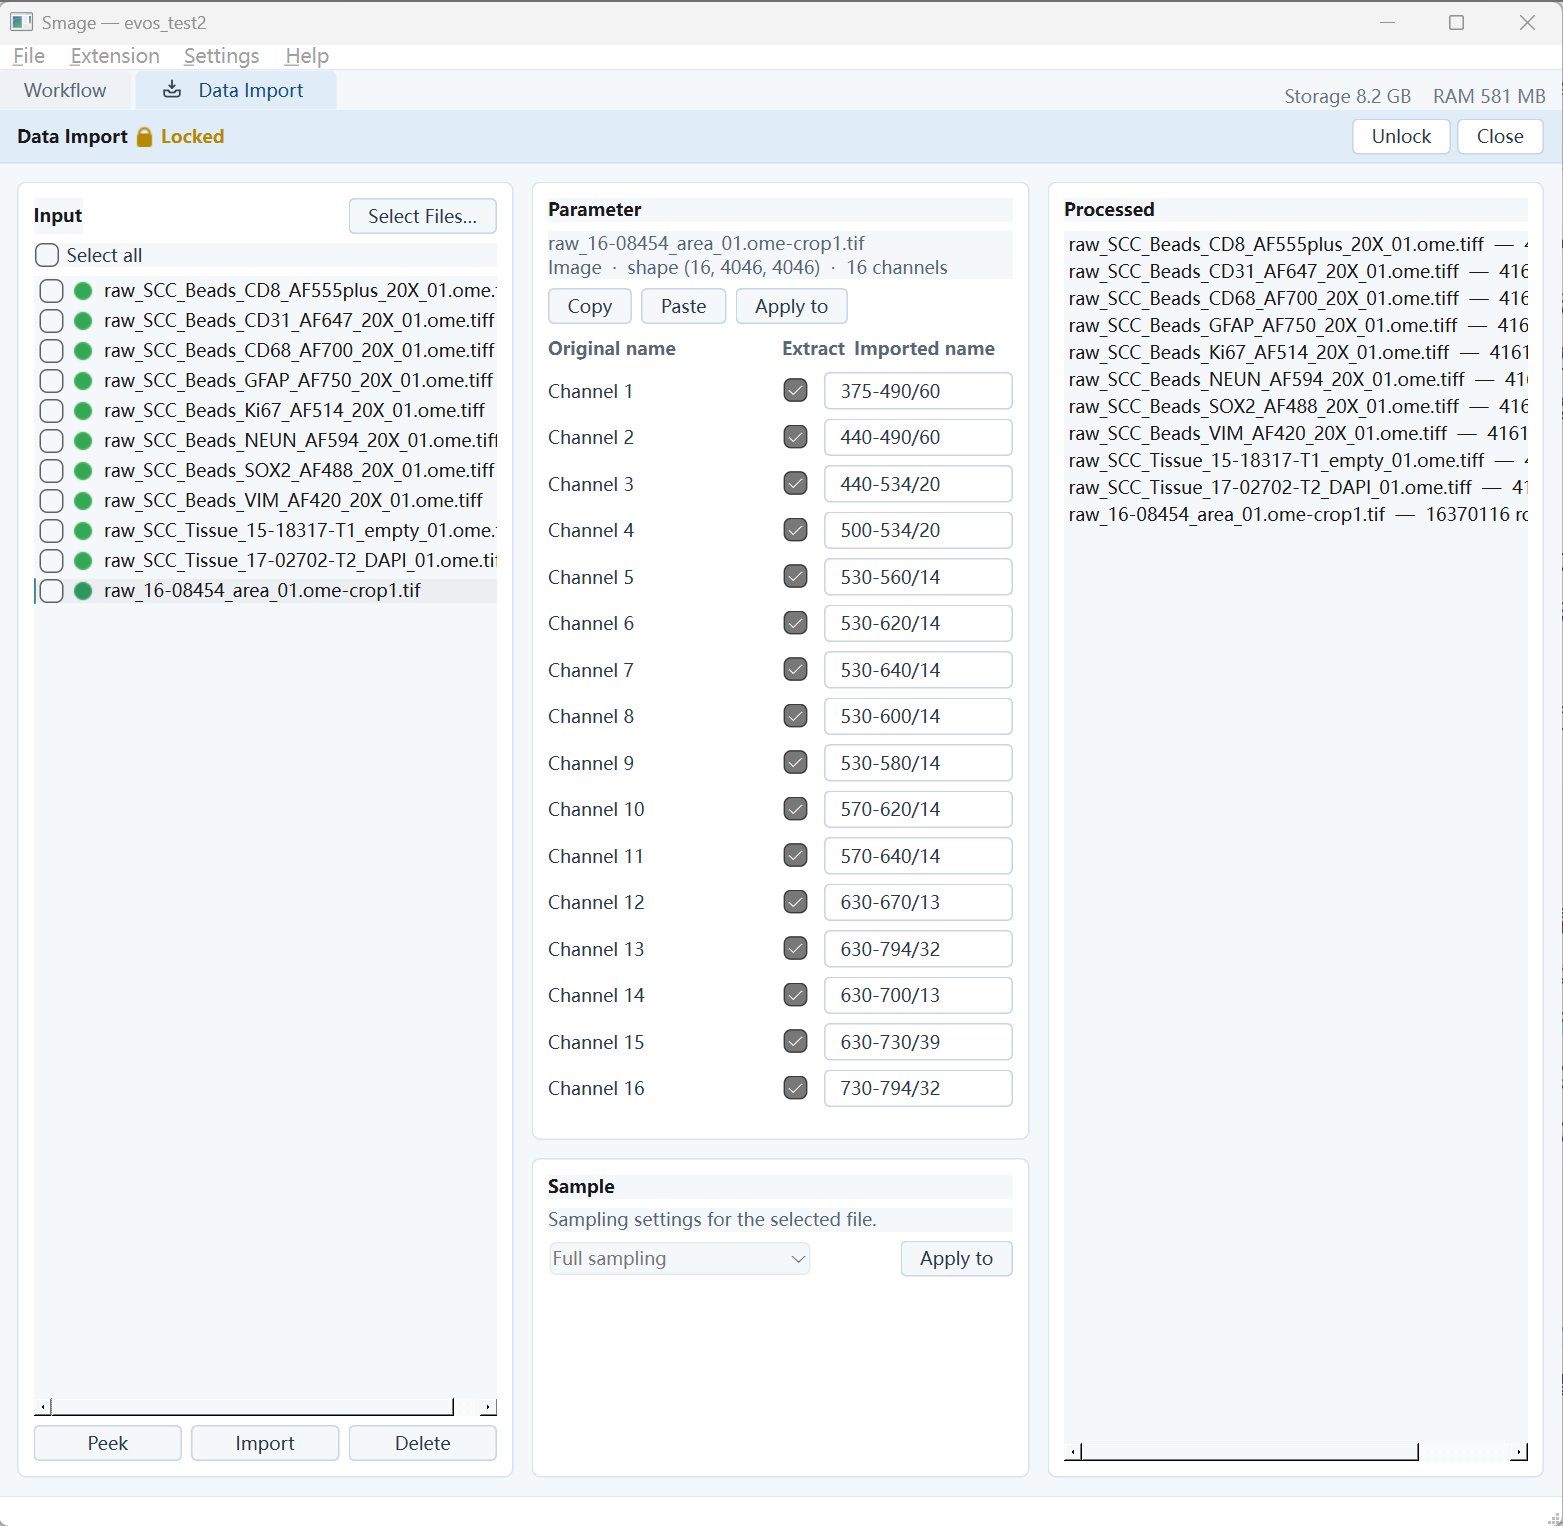 Smage — evos_test2
File Extension Settings Help
Workflow Data Import Storage 8.2 GB RAM 581 MB
Data Import Locked Unlock Close
Input Select Files...
Select all
raw_SCC_Beads_CD8_AF555plus_20X_01.ome.
raw_SCC_Beads_CD31_AF647_20X_01.ome.tiff
raw_SCC_Beads_CD68_AF700_20X_01.ome.tiff
raw_SCC_Beads_GFAP_AF750_20X_01.ome.tiff
raw_SCC_Beads_Ki67_AF514_20X_01.ome.tiff
raw_SCC_Beads_NEUN_AF594_20X_01.ome.tiff
raw_SCC_Beads_SOX2_AF488_20X_01.ome.tiff
raw_SCC_Beads_VIM_AF420_20X_01.ome.tiff
raw_SCC_Tissue_15-18317-T1_empty_01.ome.
raw_SCC_Tissue_17-02702-T2_DAPI_01.ome.ti
raw_16-08454_area_01.ome-crop1.tif
Peek Import Delete
Parameter
raw_16-08454_area_01.ome-crop1.tif
Image · shape (16, 4046, 4046) · 16 channels
Copy Paste Apply to
Original name Extract Imported name
Channel 1 375-490/60
Channel 2 440-490/60
Channel 3 440-534/20
Channel 4 500-534/20
Channel 5 530-560/14
Channel 6 530-620/14
Channel 7 530-640/14
Channel 8 530-600/14
Channel 9 530-580/14
Channel 10 570-620/14
Channel 11 570-640/14
Channel 12 630-670/13
Channel 13 630-794/32
Channel 14 630-700/13
Channel 15 630-730/39
Channel 16 730-794/32
Sample
Sampling settings for the selected file.
Full sampling Apply to
Processed
raw_SCC_Beads_CD8_AF555plus_20X_01.ome.tiff —
raw_SCC_Beads_CD31_AF647_20X_01.ome.tiff — 416
raw_SCC_Beads_CD68_AF700_20X_01.ome.tiff — 416
raw_SCC_Beads_GFAP_AF750_20X_01.ome.tiff — 416
raw_SCC_Beads_Ki67_AF514_20X_01.ome.tiff — 4161
raw_SCC_Beads_NEUN_AF594_20X_01.ome.tiff — 41
raw_SCC_Beads_SOX2_AF488_20X_01.ome.tiff — 416
raw_SCC_Beads_VIM_AF420_20X_01.ome.tiff — 4161
raw_SCC_Tissue_15-18317-T1_empty_01.ome.tiff —
raw_SCC_Tissue_17-02702-T2_DAPI_01.ome.tiff — 41
raw_16-08454_area_01.ome-crop1.tif — 16370116 ro